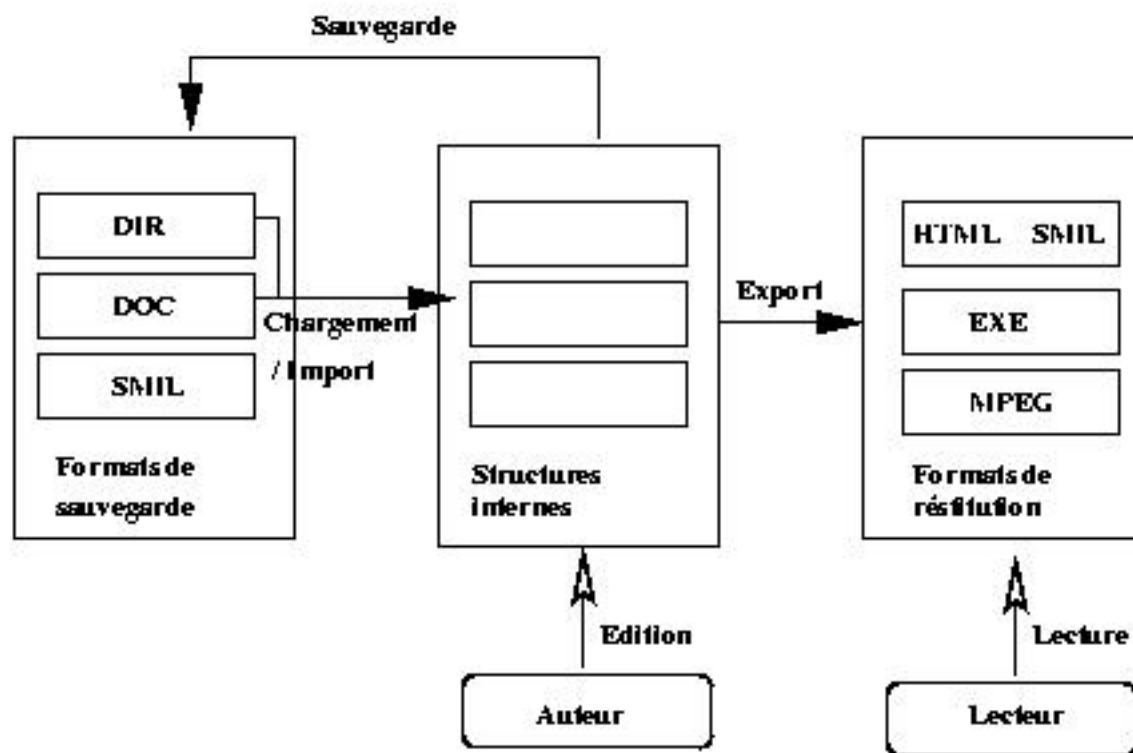 Sauvegarde
DIR
DOC
SMIL
Formats de
sauvegarde
Chargement
/ Import
Structures
internes
Export
HTML SMIL
EXE
MPEG
Formats de
réstitution
Edition
Auteur
Lecture
Lecteur